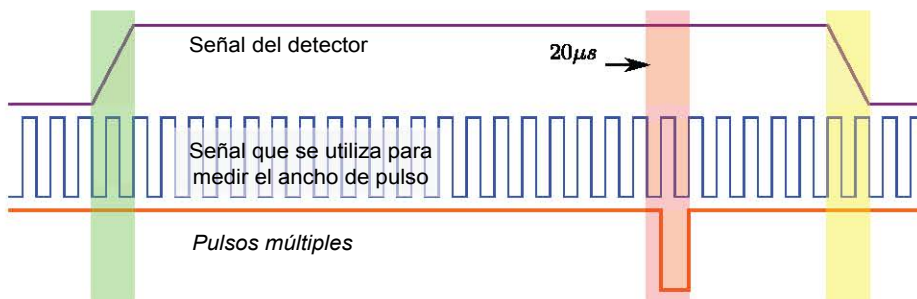 Señal del detector
20μs
Señal que se utiliza para
medir el ancho de pulso
Pulsos múltiples